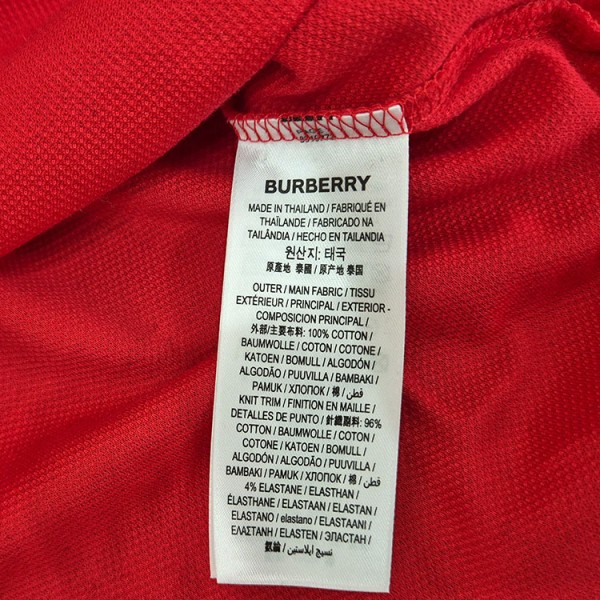 BURBERRY
MADE IN THAILAND / FABRIQUÉ EN
THAÏLANDE / FABRICADO NA
TAILÂNDIA / HECHO EN TAILANDIA
원산지: 태국
原產地 泰國 / 原产地 泰国
OUTER / MAIN FABRIC / TISSU
EXTÉRIEUR / PRINCIPAL / EXTERIOR -
COMPOSICION PRINCIPAL /
外部/主要布料: 100% COTTON /
BAUMWOLLE / COTON / COTONE /
KATOEN / BOMULL / ALGODÓN /
ALGODÃO / PUUVILLA / BAMBAKI /
PAMUK / ХЛОПОК / 棉 / قطن /
KNIT TRIM / FINITION EN MAILLE /
DETALLES DE PUNTO / 針織副料: 96%
COTTON / BAUMWOLLE / COTON /
COTONE / KATOEN / BOMULL /
ALGODÓN / ALGODÃO / PUUVILLA /
BAMBAKI / PAMUK / ХЛОПОК / 棉 / قطن /
4% ELASTANE / ELASTHAN /
ÉLASTHANE / ELASTAAN / ELASTAN /
ELASTANO / elastano / ELASTAANI /
ΕΛΑΣΤΑΝΗ / ELASTEN / ЭЛАСТАН /
نسيج ايلاستين /